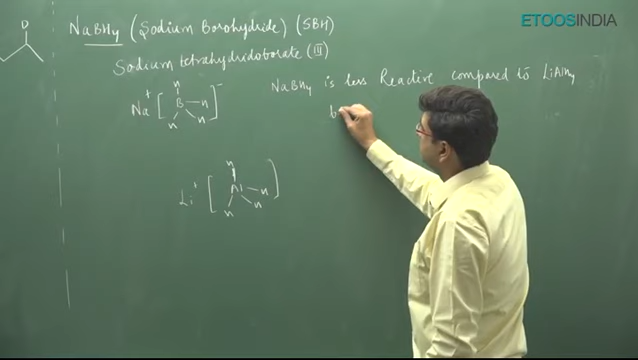 ETOOSINDIA
D
NaBH4 (Sodium Borohydride) (SBH)
Sodium tetrahydridoborate (III)
NaBH4 is less Reactive compared to LiAlH4
b
Na+ [ H B H H H ]-
Li+ [ H Al H H H ]